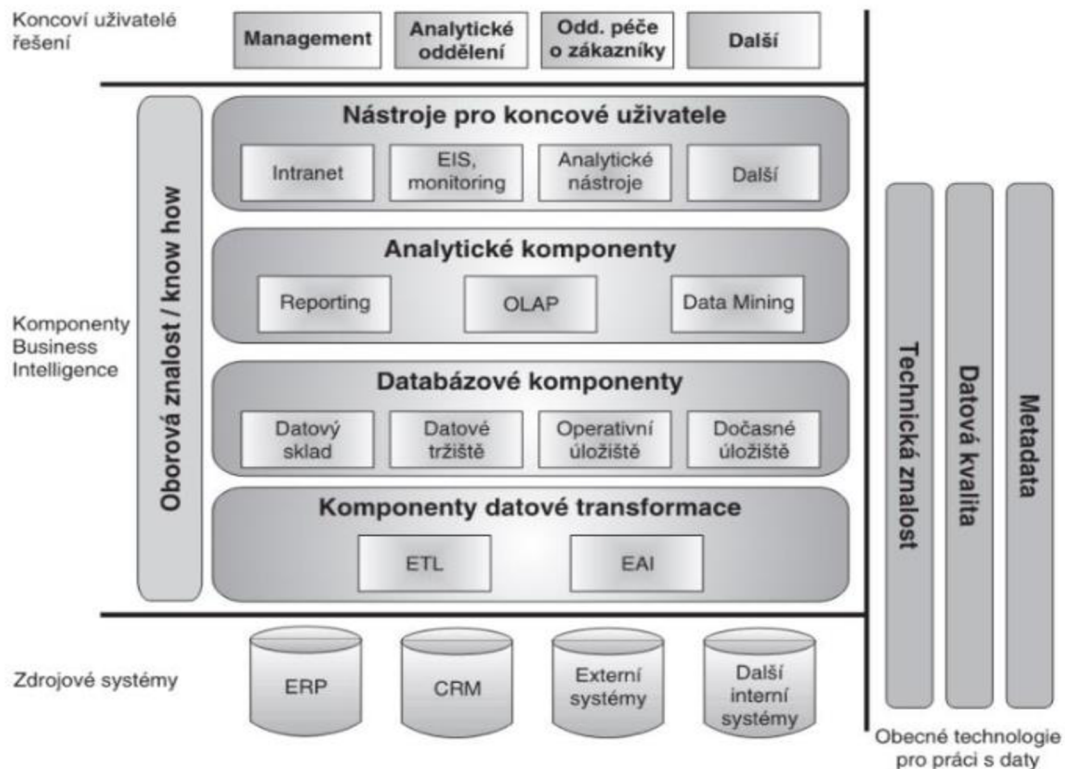 Koncoví uživatelé
řešení
Management
Analytické
oddělení
Odd. péče
o zákazníky
Další
Komponenty
Business
Intelligence
Oborová znalost / know how
Nástroje pro koncové uživatele
Intranet
EIS,
monitoring
Analytické
nástroje
Další
Analytické komponenty
Reporting
OLAP
Data Mining
Databázové komponenty
Datový
sklad
Datové
tržiště
Operativní
úložiště
Dočasné
úložiště
Komponenty datové transformace
ETL
EAI
Zdrojové systémy
ERP
CRM
Externí
systémy
Další
interní
systémy
Technická znalost
Datová kvalita
Metadata
Obecné technologie
pro práci s daty